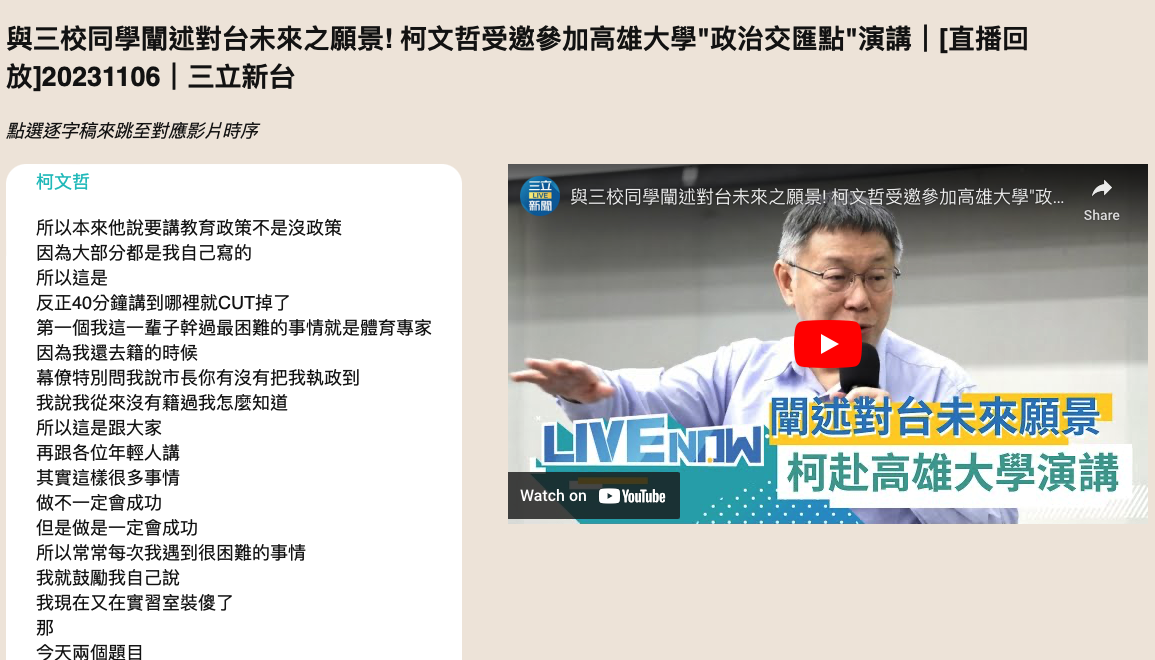 與三校同學闡述對台未來之願景! 柯文哲受邀參加高雄大學"政治交匯點"演講｜[直播回
放]20231106｜三立新台
點選逐字稿來跳至對應影片時序
柯文哲
所以本來他說要講教育政策不是沒政策
因為大部分都是我自己寫的
所以這是
反正40分鐘講到哪裡就CUT掉了
第一個我這一輩子幹過最困難的事情就是體育專家
因為我還去籍的時候
幕僚特別問我說市長你有沒有把我執政到
我說我從來沒有籍過我怎麼知道
所以這是跟大家
再跟各位年輕人講
其實這樣很多事情
做不一定會成功
但是做是一定會成功
所以常常每次我遇到很困難的事情
我就鼓勵我自己說
我現在又在實習室裝傻了
那
今天兩個題目
三立
LIVE
新聞
與三校同學闡述對台未來之願景! 柯文哲受邀參加高雄大學"政...
Share
LIVE NOW
闡述對台未來願景
柯赴高雄大學演講
Watch on YouTube